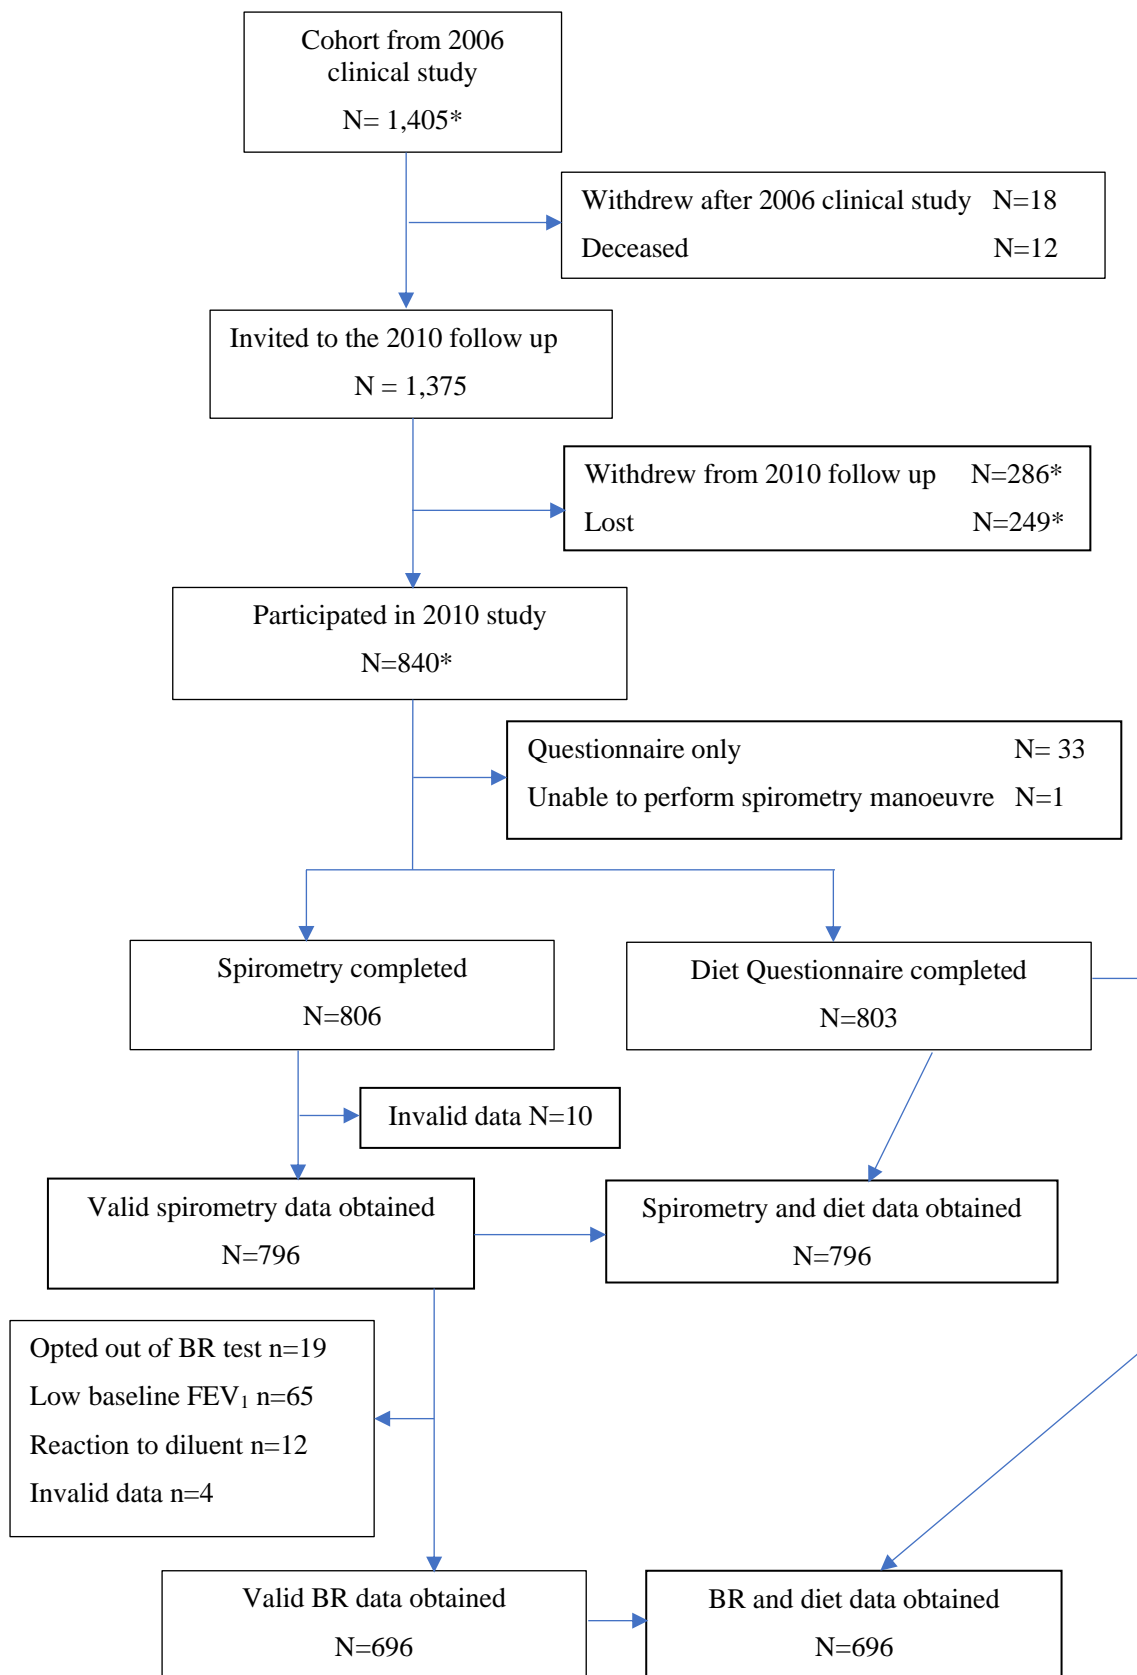 Cohort from 2006
clinical study
N= 1,405*
Withdrew after 2006 clinical study N=18
Deceased N=12
Invited to the 2010 follow up
N = 1,375
Withdrew from 2010 follow up N=286*
Lost N=249*
Participated in 2010 study
N=840*
Questionnaire only N= 33
Unable to perform spirometry manoeuvre N=1
Spirometry completed
N=806
Diet Questionnaire completed
N=803
Invalid data N=10
Valid spirometry data obtained
N=796
Spirometry and diet data obtained
N=796
Opted out of BR test n=19
Low baseline FEV₁ n=65
Reaction to diluent n=12
Invalid data n=4
Valid BR data obtained
N=696
BR and diet data obtained
N=696